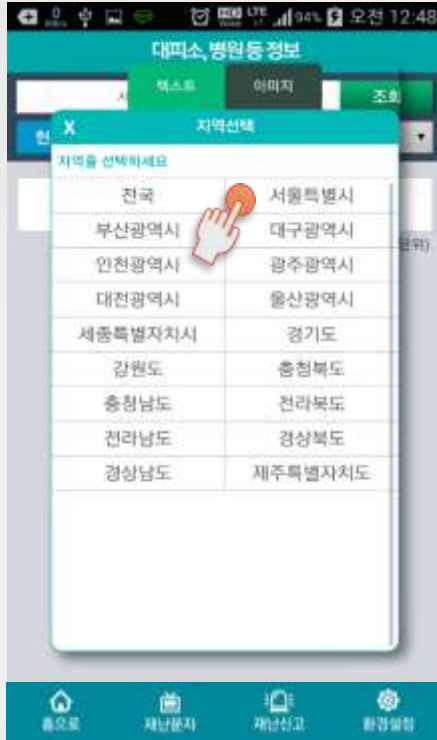 0
LTE 94% 오전 12:48
대피소,병원등 정보
텍스트 이미지
조회
X 지역선택
지역을 선택하세요
전국 서울특별시
부산광역시 대구광역시
인천광역시 광주광역시
대전광역시 울산광역시
세종특별자치시 경기도
강원도 충청북도
충청남도 전라북도
전라남도 경상북도
경상남도 제주특별자치도
홈으로 재난문자 재난신고 환경설정